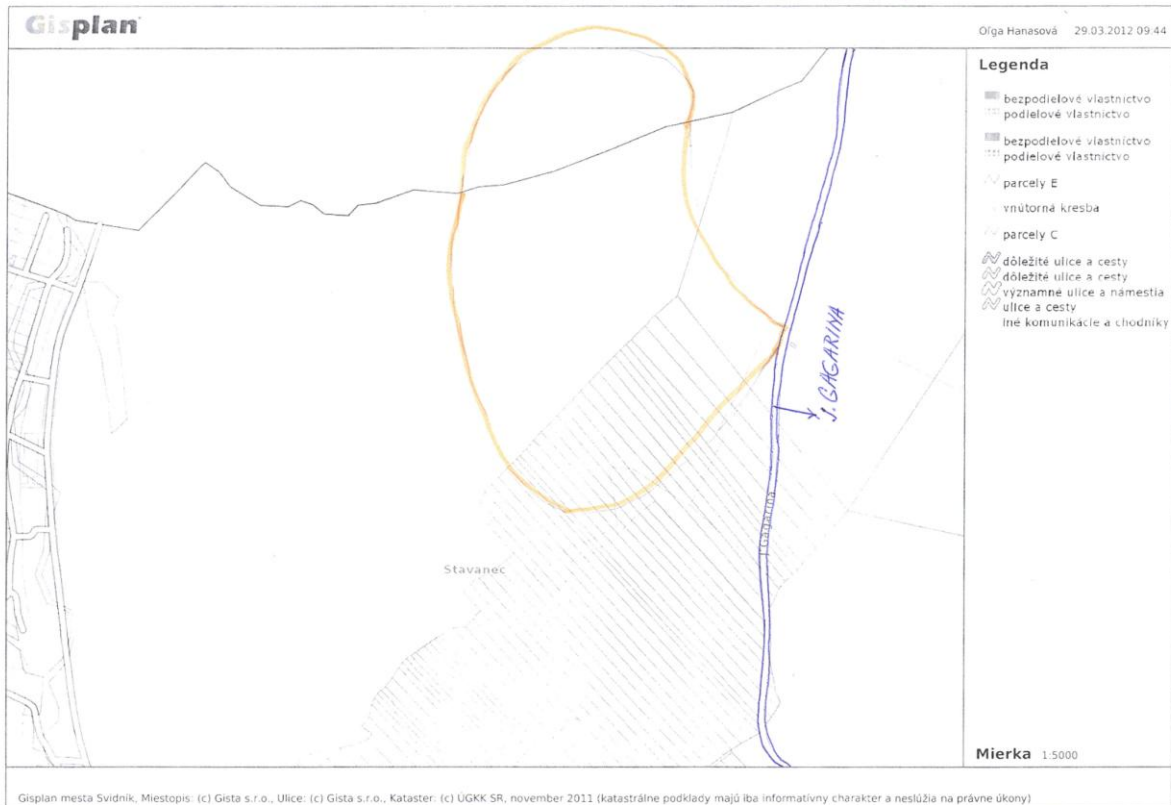 Gisplan
Oľga Hanasová 29.03.2012 09:44
Legenda
bezpodielové vlastníctvo
podielové vlastníctvo
bezpodielové vlastníctvo
podielové vlastníctvo
parcely E
vnútorná kresba
parcely C
dôležité ulice a cesty
dôležité ulice a cesty
významné ulice a námestia
ulice a cesty
Iné komunikácie a chodníky
J. GAGARINA
J Gagarina
Stavanec
Mierka 1:5000
Gisplan mesta Svidník, Miestopis: (c) Gista s.r.o., Ulice: (c) Gista s.r.o., Kataster: (c) ÚGKK SR, november 2011 (katastrálne podklady majú iba informatívny charakter a neslúžia na právne úkony)